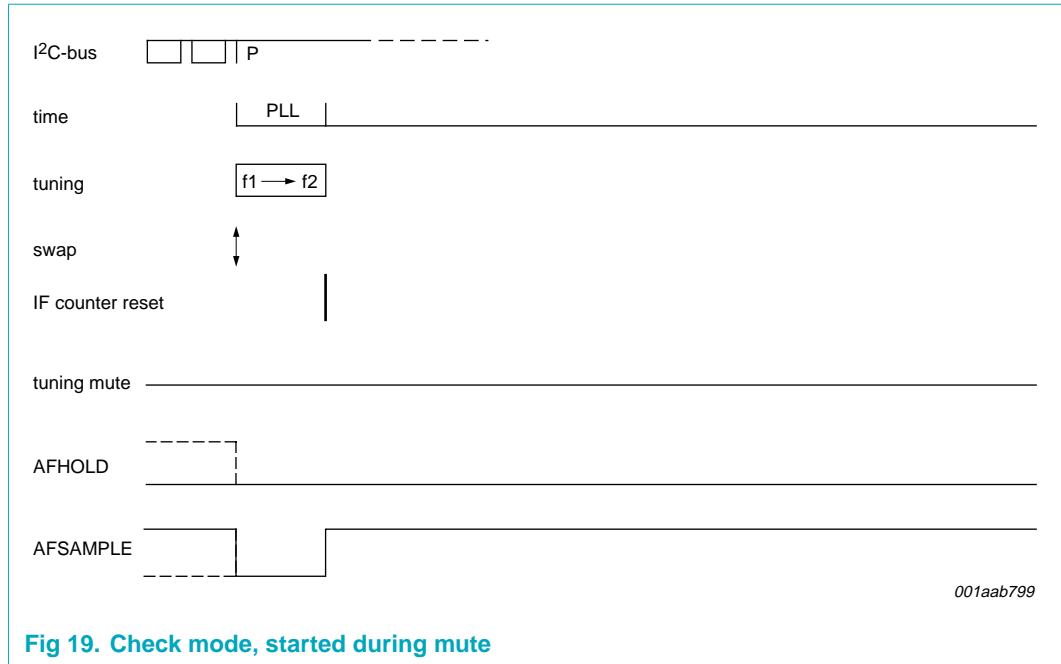 I²C-bus
P
time
PLL
tuning
f1 → f2
swap
IF counter reset
tuning mute
AFHOLD
AFSAMPLE
001aab799
Fig 19. Check mode, started during mute